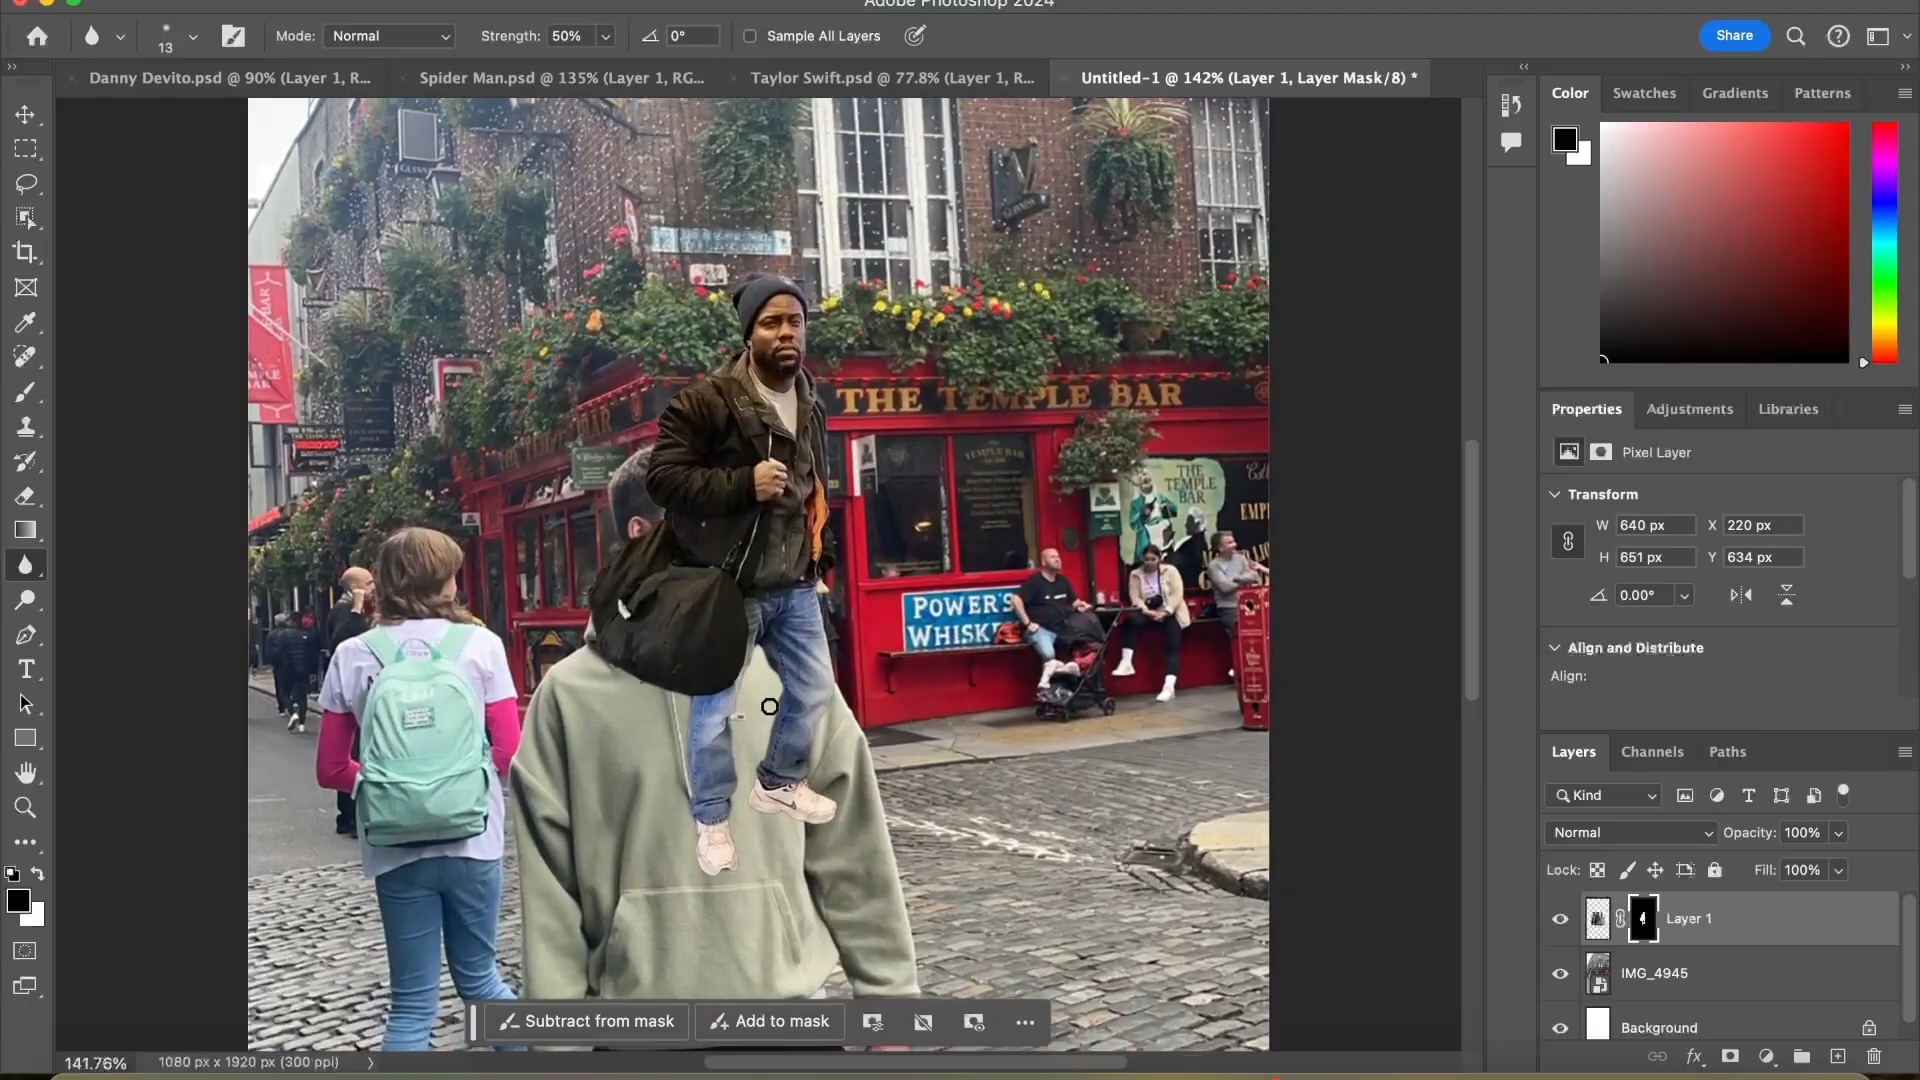 Adobe Photoshop 2024
13
Mode: Normal
Strength: 50%
0°
Sample All Layers
Share
Danny Devito.psd @ 90% (Layer 1, R...
Spider Man.psd @ 135% (Layer 1, RG...
Taylor Swift.psd @ 77.8% (Layer 1, R...
Untitled-1 @ 142% (Layer 1, Layer Mask/8) *
Color
Swatches
Gradients
Patterns
GUINNESS
THE TEMPLE BAR
THE TEMPLE BAR
THE
TEMPLE
BAR
POWER'S
WHISK
Properties
Adjustments
Libraries
Pixel Layer
Transform
W 640 px
X 220 px
H 651 px
Y 634 px
0.00°
Align and Distribute
Align:
Layers
Channels
Paths
Kind
Normal
Opacity: 100%
Lock:
Fill: 100%
Layer 1
IMG_4945
Background
Subtract from mask
Add to mask
141.76%
1080 px x 1920 px (300 ppi)